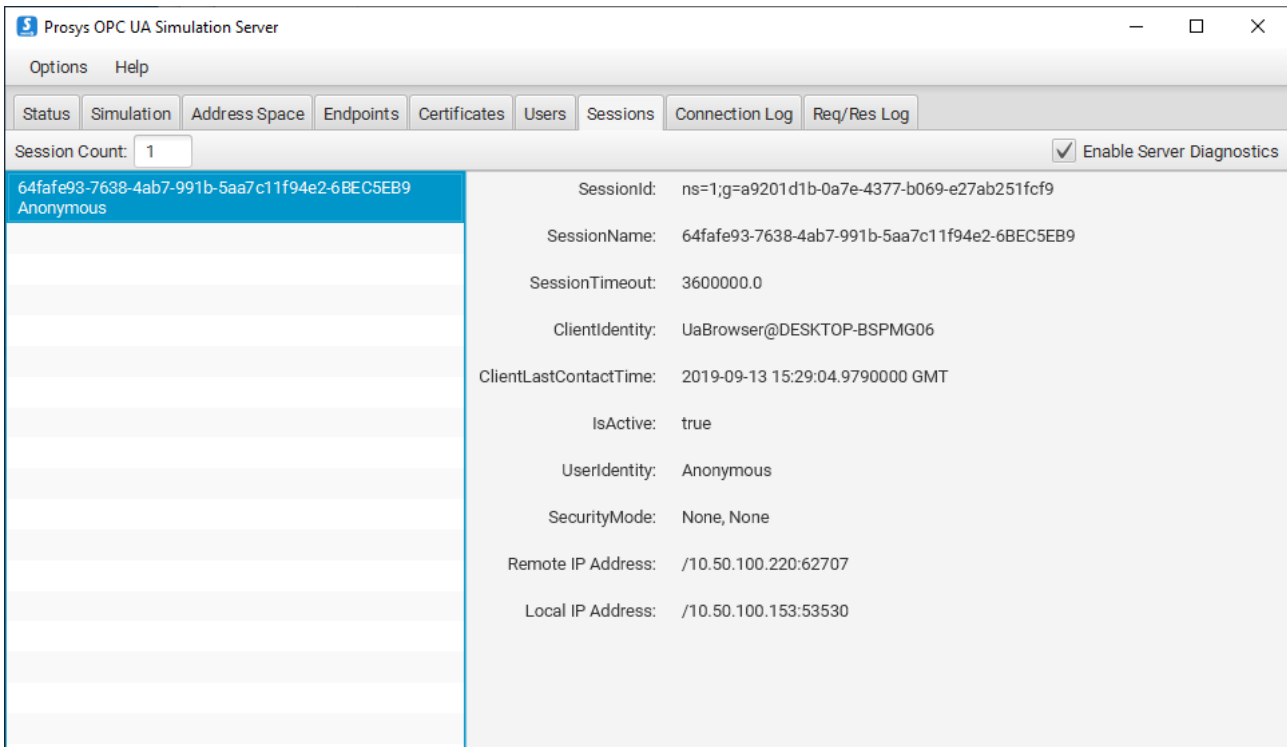 Prosys OPC UA Simulation Server
Options Help
Status Simulation Address Space Endpoints Certificates Users Sessions Connection Log Req/Res Log
Session Count: 1 Enable Server Diagnostics
64fafe93-7638-4ab7-991b-5aa7c11f94e2-6BEC5EB9
Anonymous
SessionId: ns=1;g=a9201d1b-0a7e-4377-b069-e27ab251fcf9
SessionName: 64fafe93-7638-4ab7-991b-5aa7c11f94e2-6BEC5EB9
SessionTimeout: 3600000.0
ClientIdentity: UaBrowser@DESKTOP-BSPMG06
ClientLastContactTime: 2019-09-13 15:29:04.9790000 GMT
IsActive: true
UserIdentity: Anonymous
SecurityMode: None, None
Remote IP Address: /10.50.100.220:62707
Local IP Address: /10.50.100.153:53530